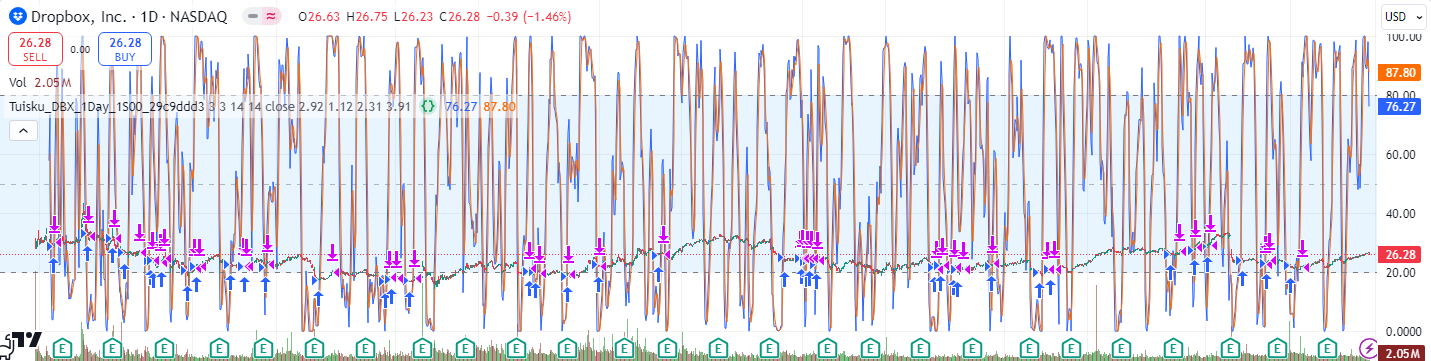 Dropbox, Inc. · 1D · NASDAQ O26.63 H26.75 L26.23 C26.28 −0.39 (−1.46%)
USD
26.28
SELL
0.00
26.28
BUY
Vol 2.05M
Tuisku_DBX_1Day_1S00_29c9ddd3 3 3 14 14 close 2.92 1.12 2.31 3.91 {} 76.27 87.80
100.00
87.80
80.00
76.27
60.00
40.00
26.28
20.00
0.0000
2.05M
E E E E E E E E E E E E E E E E E E E E E E E E E E